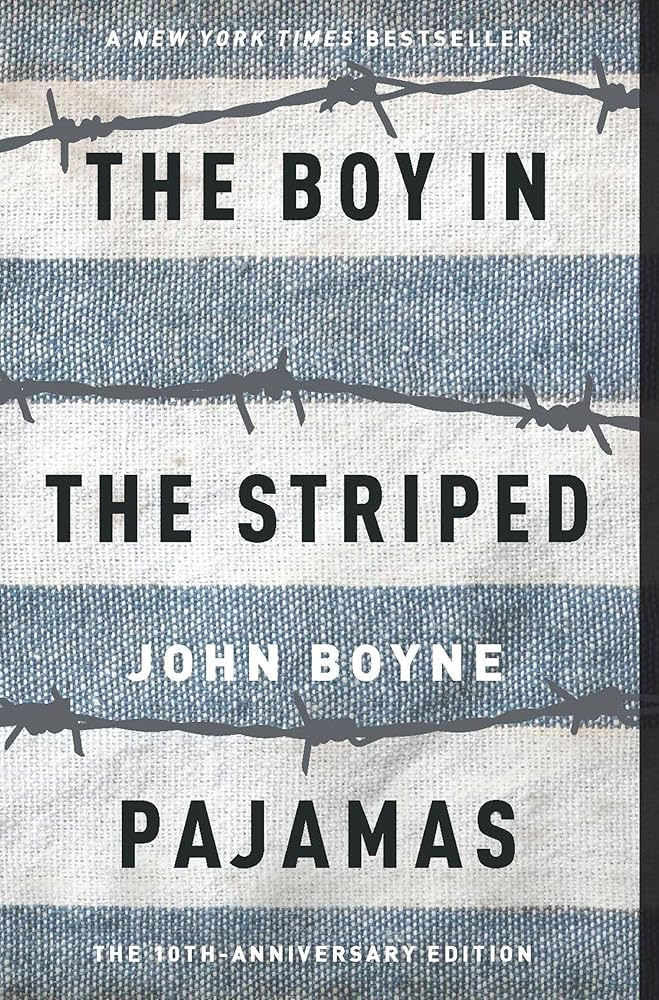 A NEW YORK TIMES BESTSELLER
THE BOY IN
THE STRIPED
JOHN BOYNE
PAJAMAS
THE 10TH-ANNIVERSARY EDITION